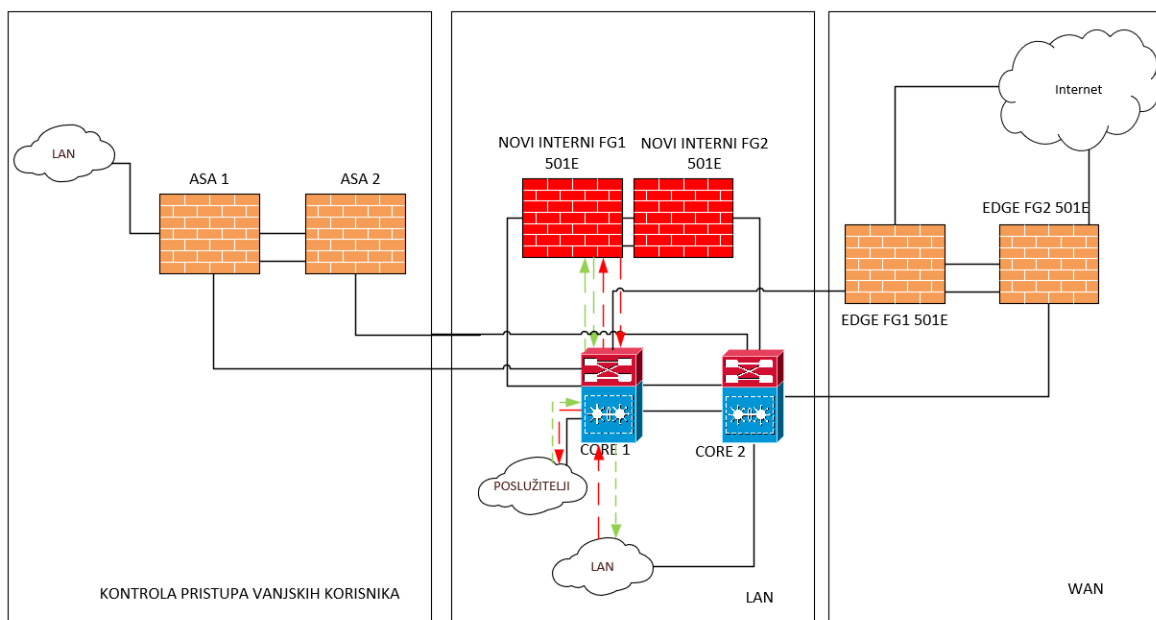 LAN
ASA 1
ASA 2
KONTROLA PRISTUPA VANJSKIH KORISNIKA
NOVI INTERNI FG1
501E
NOVI INTERNI FG2
501E
CORE 1
CORE 2
POSLUŽITELJI
LAN
LAN
Internet
EDGE FG2 501E
EDGE FG1 501E
WAN